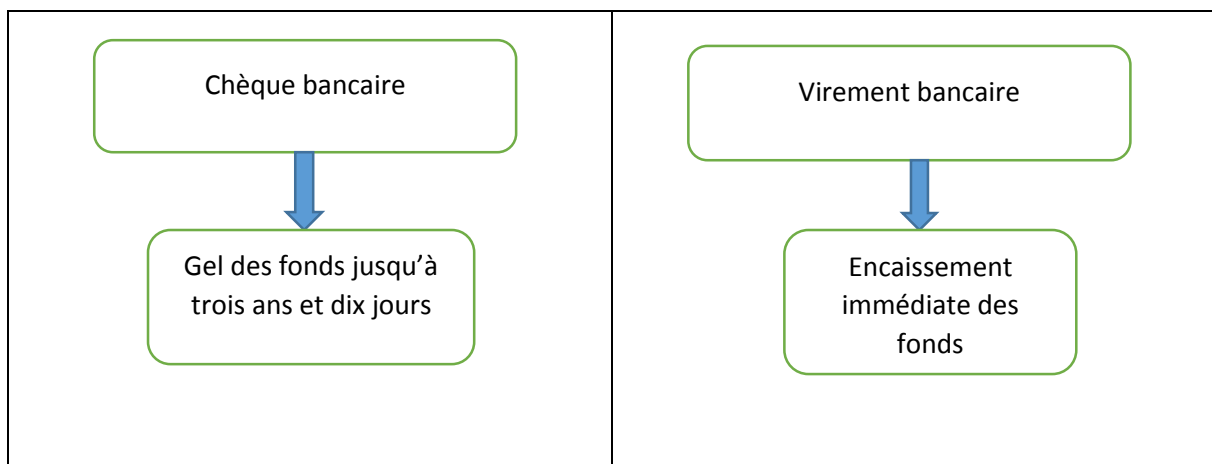 Chèque bancaire
Gel des fonds jusqu'à
trois ans et dix jours
Virement bancaire
Encaissement
immédiate des
fonds